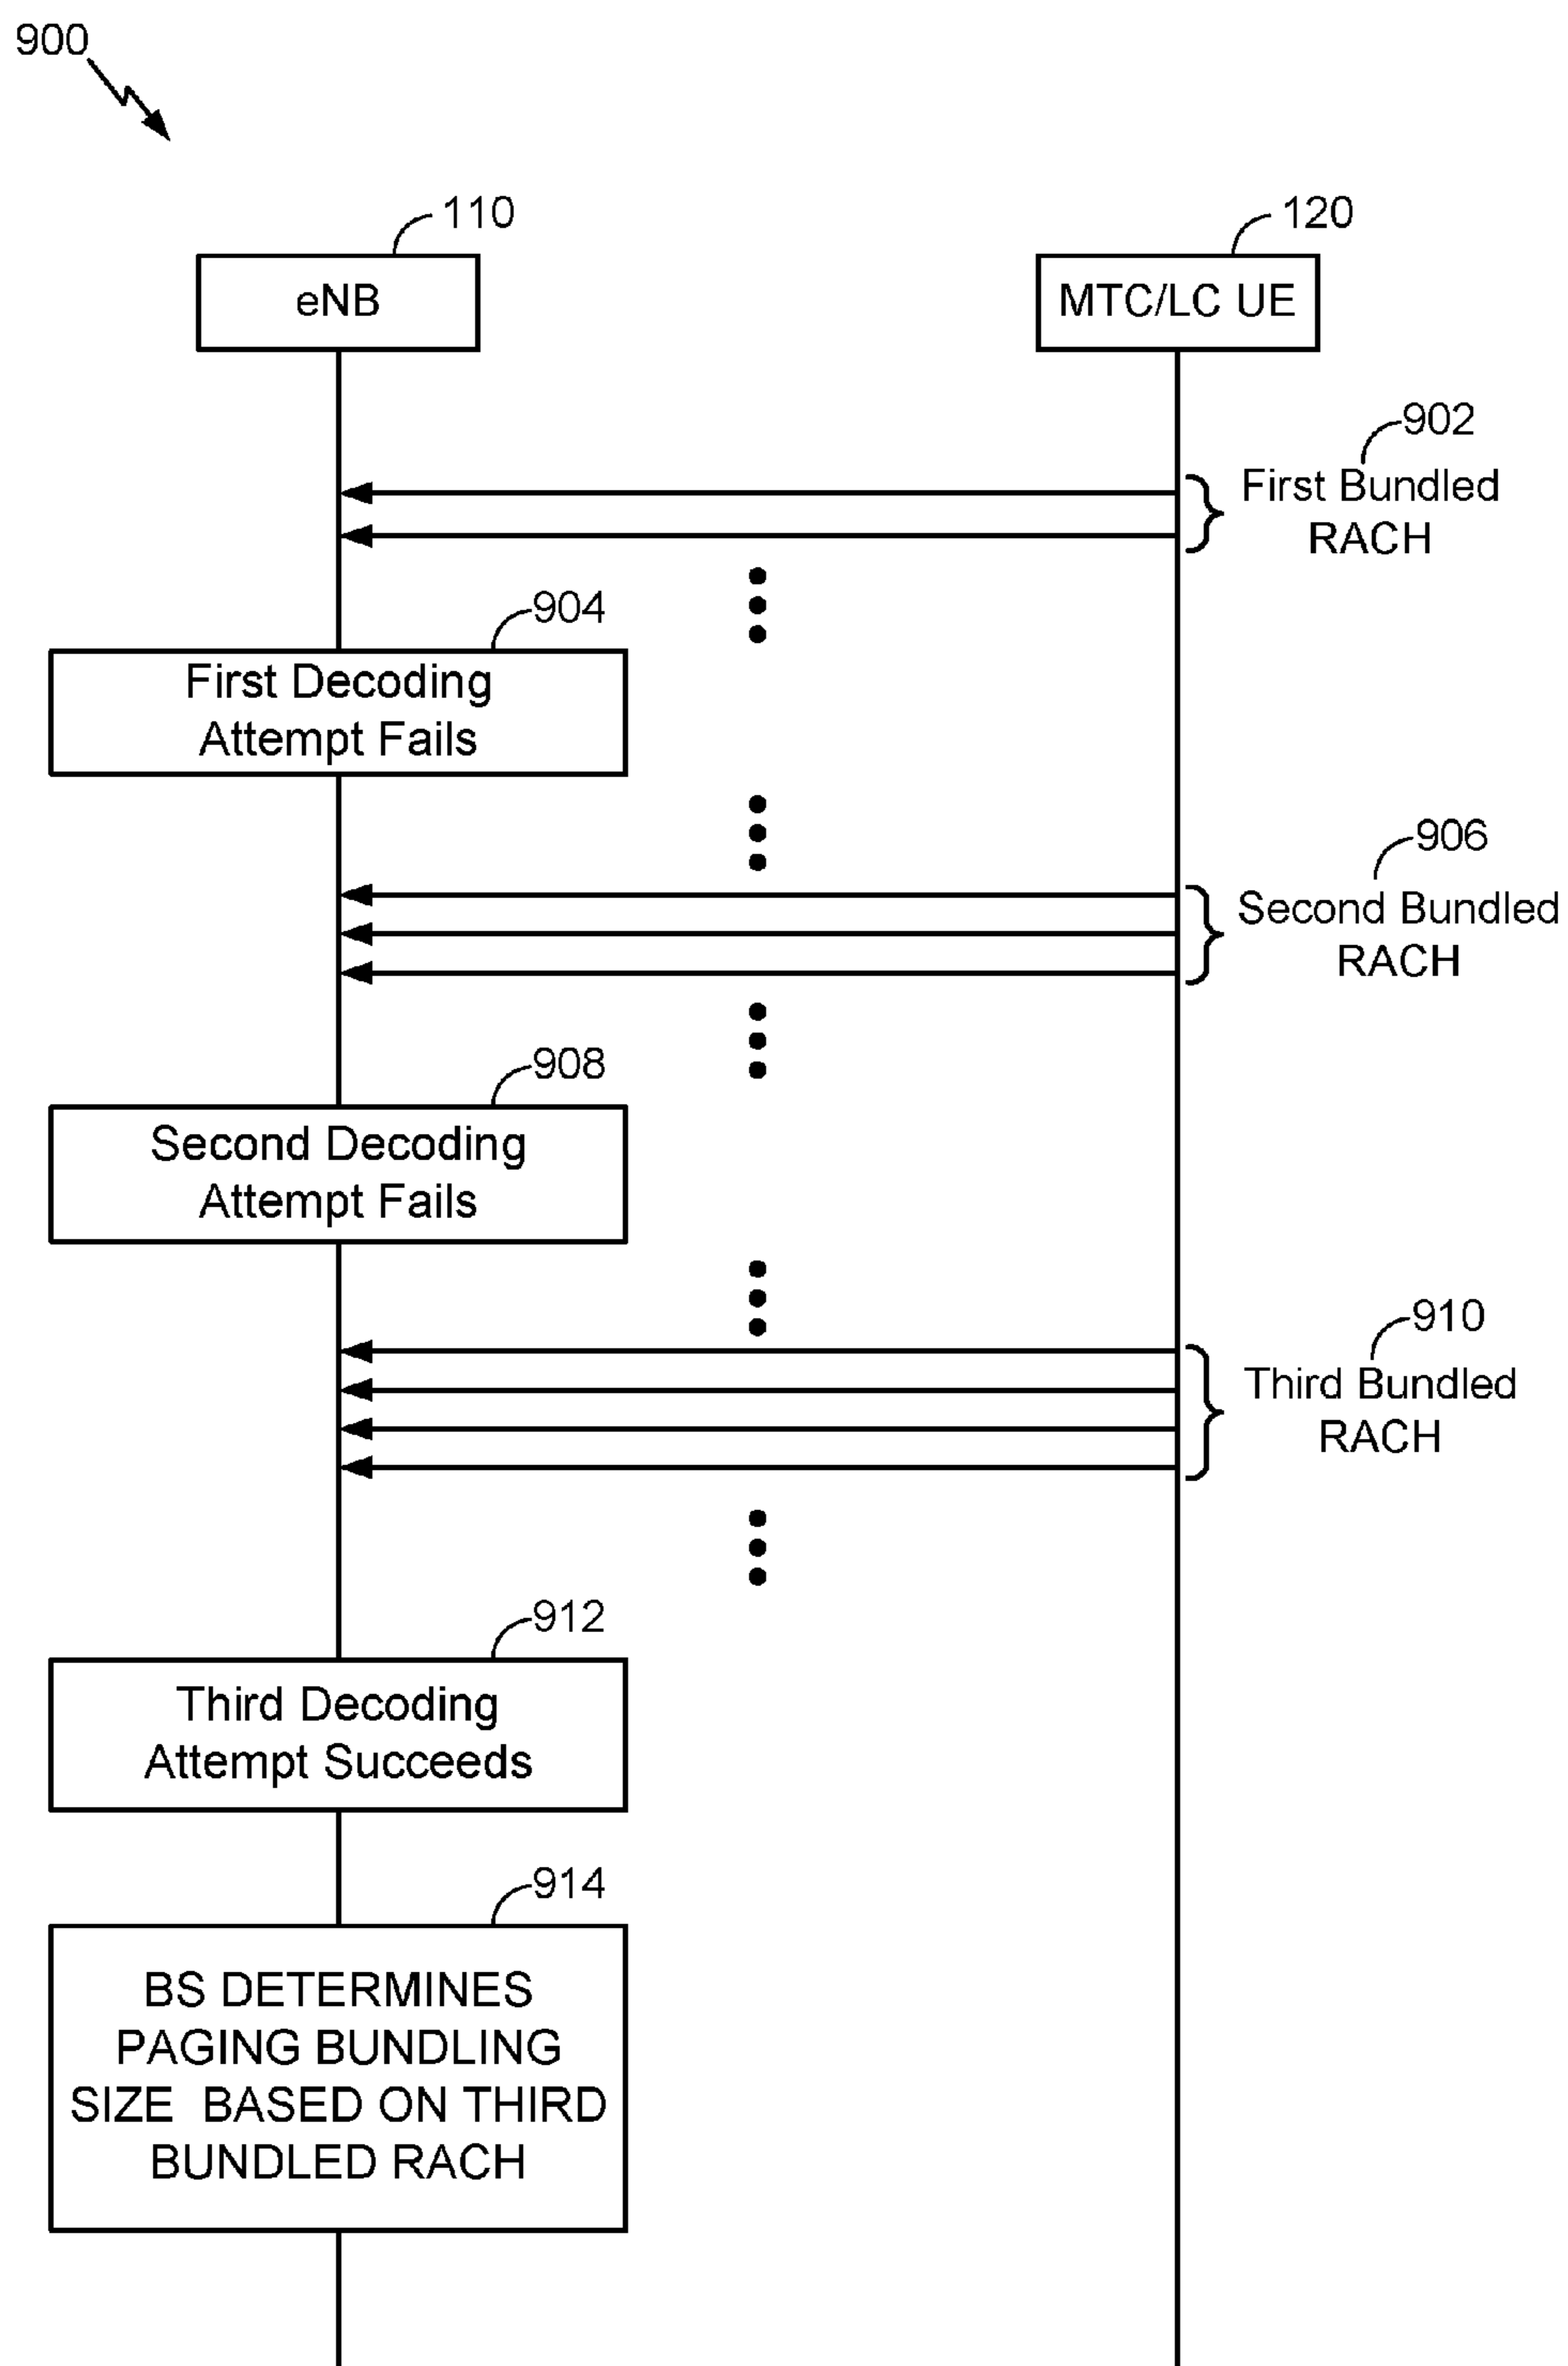 900
110
120
eNB
MTC/LC UE
902
First Bundled
RACH
904
First Decoding
Attempt Fails
906
Second Bundled
RACH
908
Second Decoding
Attempt Fails
910
Third Bundled
RACH
912
Third Decoding
Attempt Succeeds
914
BS DETERMINES
PAGING BUNDLING
SIZE BASED ON THIRD
BUNDLED RACH